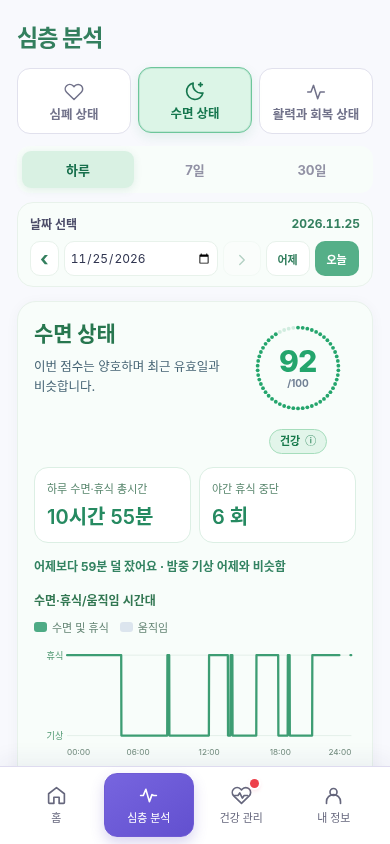 심층 분석
심폐 상태
수면 상태
활력과 회복 상태
하루
7일
30일
날짜 선택
2026.11.25
11/25/2026
어제
오늘
수면 상태
이번 점수는 양호하며 최근 유효일과
비슷합니다.
92
/100
건강 ⓘ
하루 수면·휴식 총시간
10시간 55분
야간 휴식 중단
6 회
어제보다 59분 덜 잤어요 · 밤중 기상 어제와 비슷함
수면·휴식/움직임 시간대
수면 및 휴식
움직임
휴식
기상
00:00
06:00
12:00
18:00
24:00
홈
심층 분석
건강 관리
내 정보